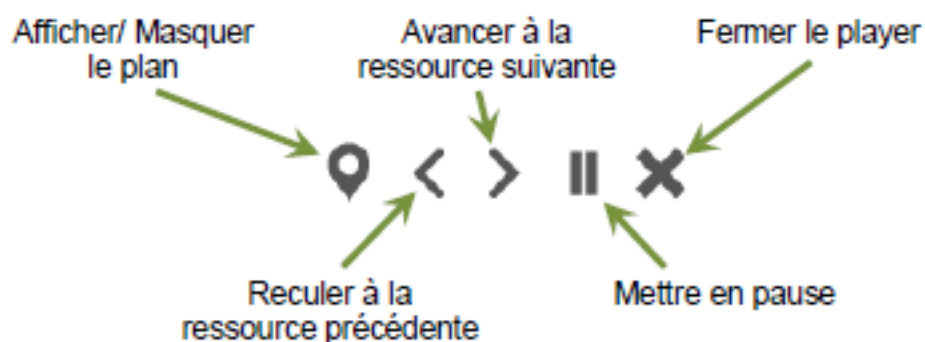 Afficher/ Masquer
le plan
Avancer à la
ressource suivante
Fermer le player
Reculer à la
ressource précédente
Mettre en pause